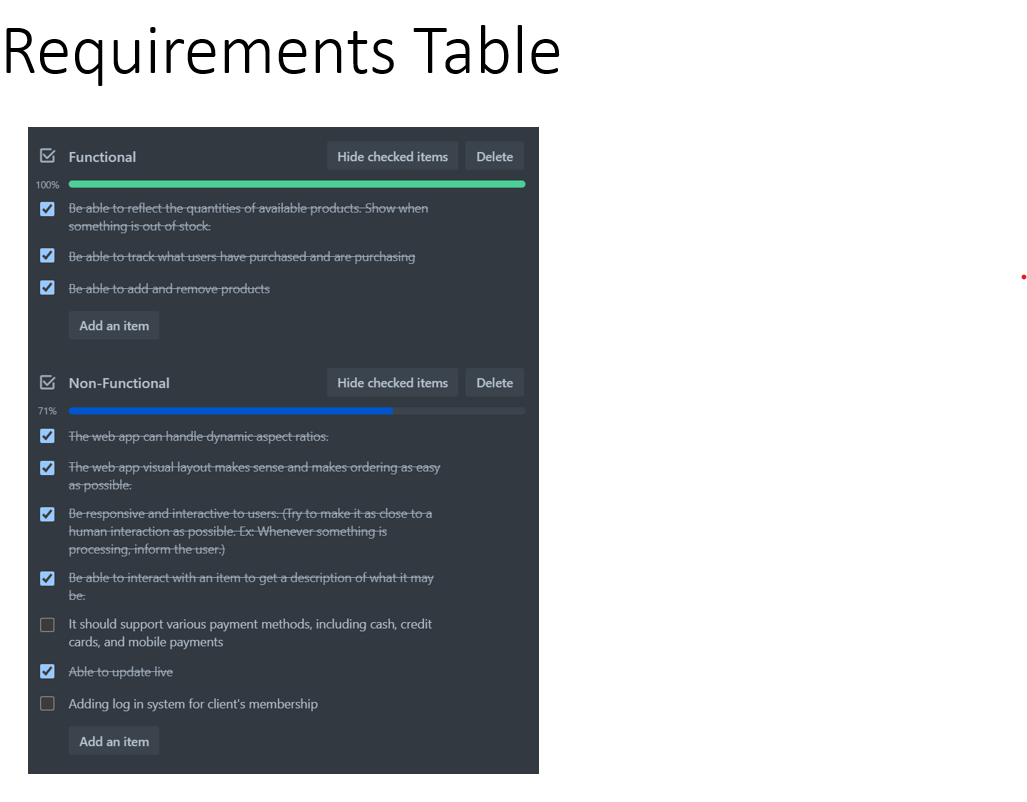 Requirements Table
Functional
Hide checked items
Delete
100%
Be able to reflect the quantities of available products. Show when
something is out of stock.
Be able to track what users have purchased and are purchasing
Be able to add and remove products
Add an item
Non-Functional
Hide checked items
Delete
71%
The web app can handle dynamic aspect ratios.
The web app visual layout makes sense and makes ordering as easy
as possible.
Be responsive and interactive to users. (Try to make it as close to a
human interaction as possible. Ex: Whenever something is
processing, inform the user.)
Be able to interact with an item to get a description of what it may
be.
It should support various payment methods, including cash, credit
cards, and mobile payments
Able to update live
Adding log in system for client's membership
Add an item